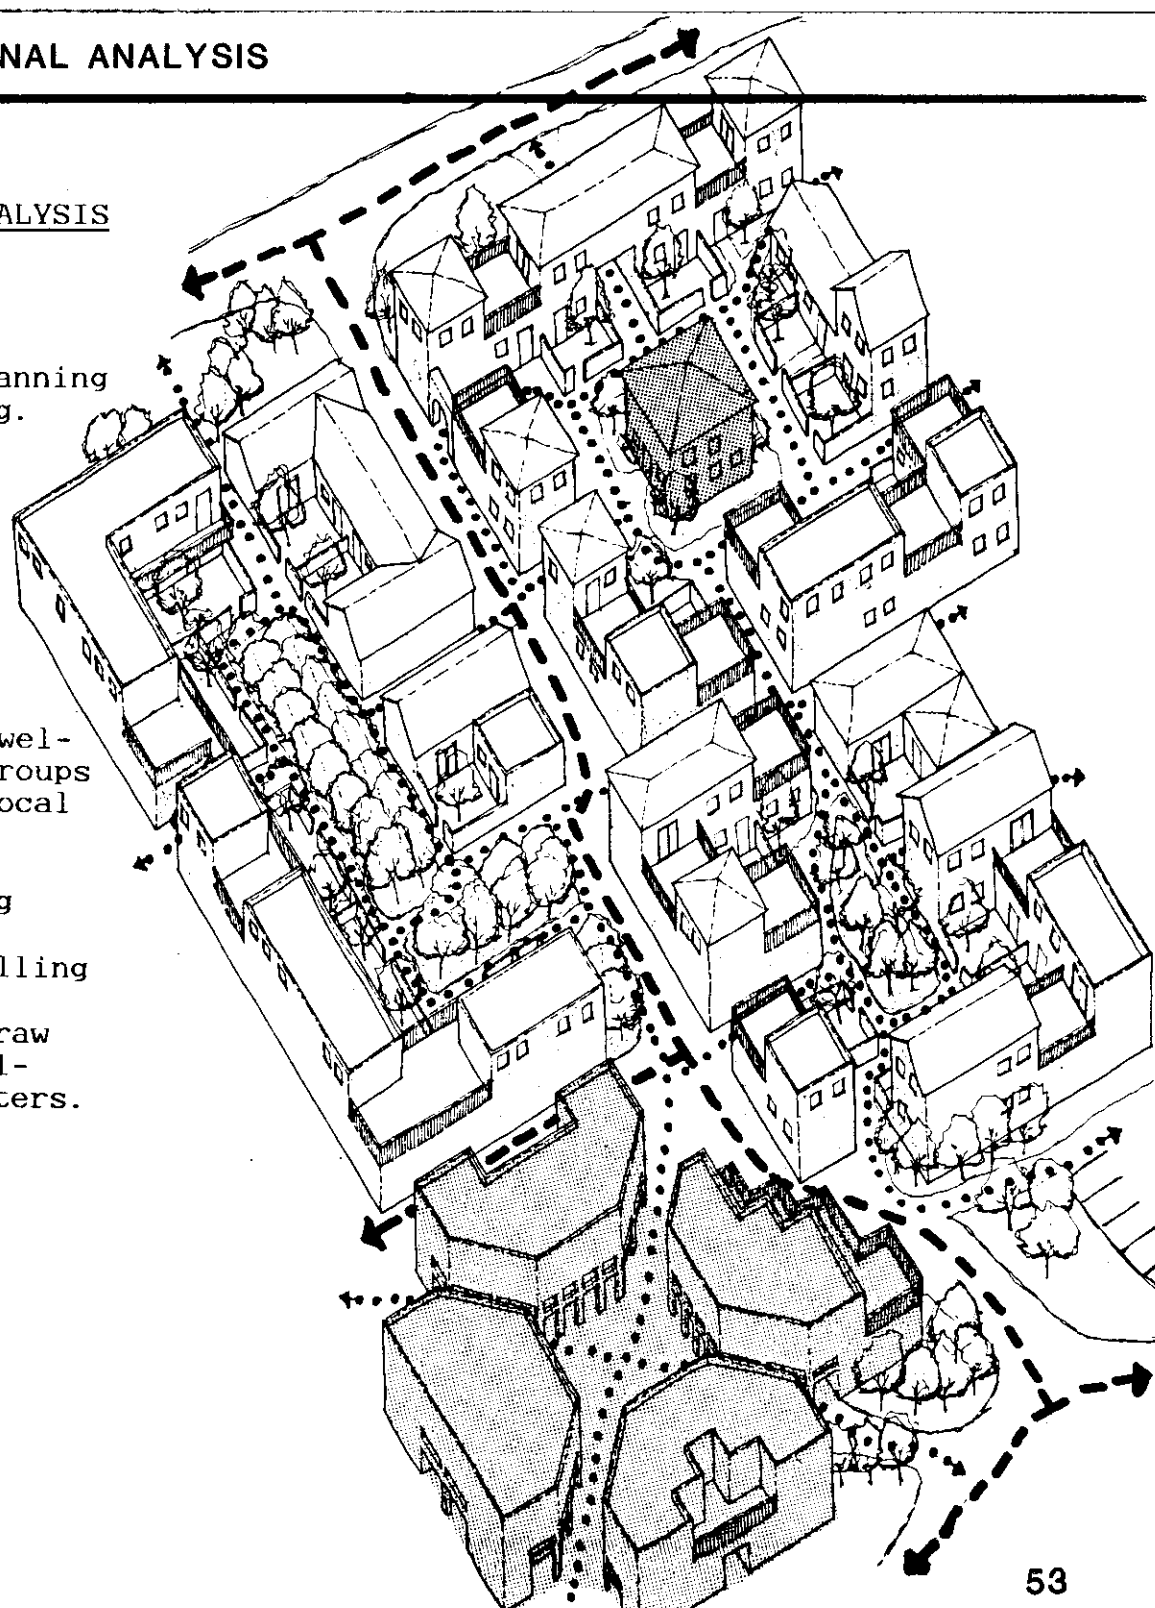 NAL ANALYSIS
ALYSIS
anning
g.
wel-
roups
ocal
g
lling
raw
l-
ters.
53